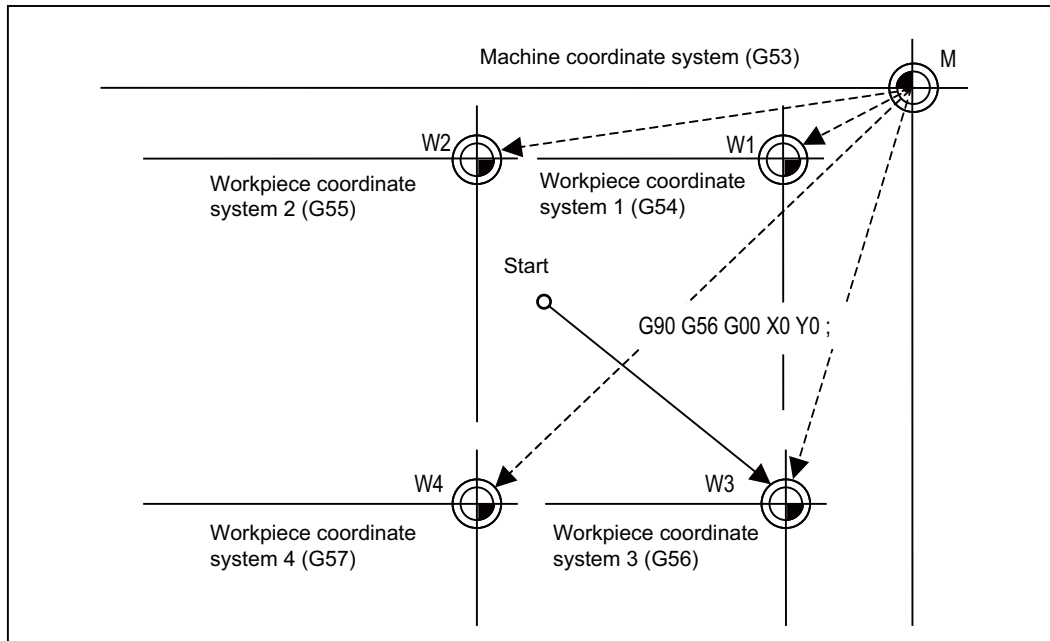 Machine coordinate system (G53)
M
W2
W1
Workpiece coordinate
system 2 (G55)
Workpiece coordinate
system 1 (G54)
Start
G90 G56 G00 X0 Y0 ;
W4
W3
Workpiece coordinate
system 4 (G57)
Workpiece coordinate
system 3 (G56)